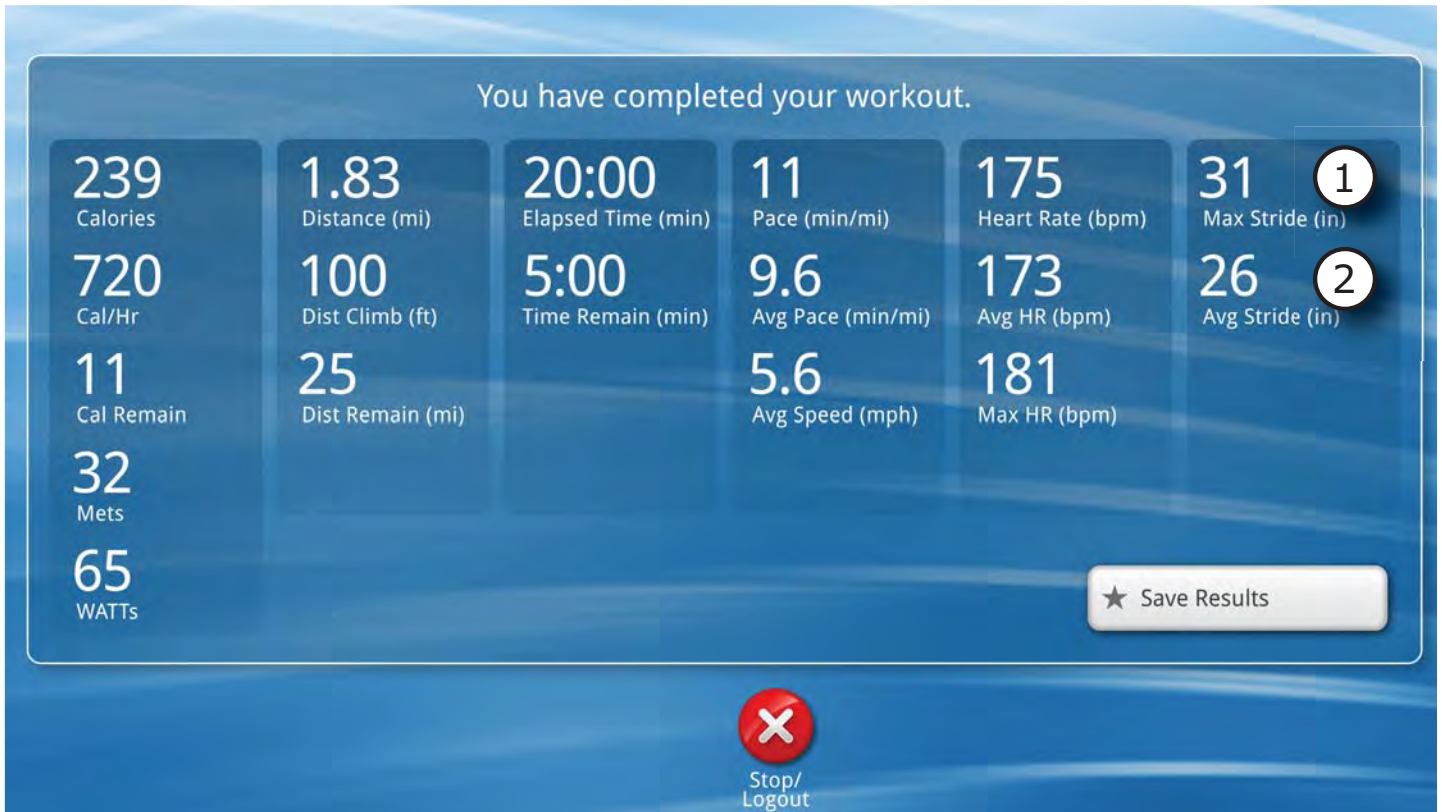 You have completed your workout.
239
Calories
720
Cal/Hr
11
Cal Remain
32
Mets
65
WATTs
1.83
Distance (mi)
100
Dist Climb (ft)
25
Dist Remain (mi)
20:00
Elapsed Time (min)
5:00
Time Remain (min)
11
Pace (min/mi)
9.6
Avg Pace (min/mi)
5.6
Avg Speed (mph)
175
Heart Rate (bpm)
173
Avg HR (bpm)
181
Max HR (bpm)
31
Max Stride (in)
1
26
Avg Stride (in)
2
Save Results
Stop/
Logout